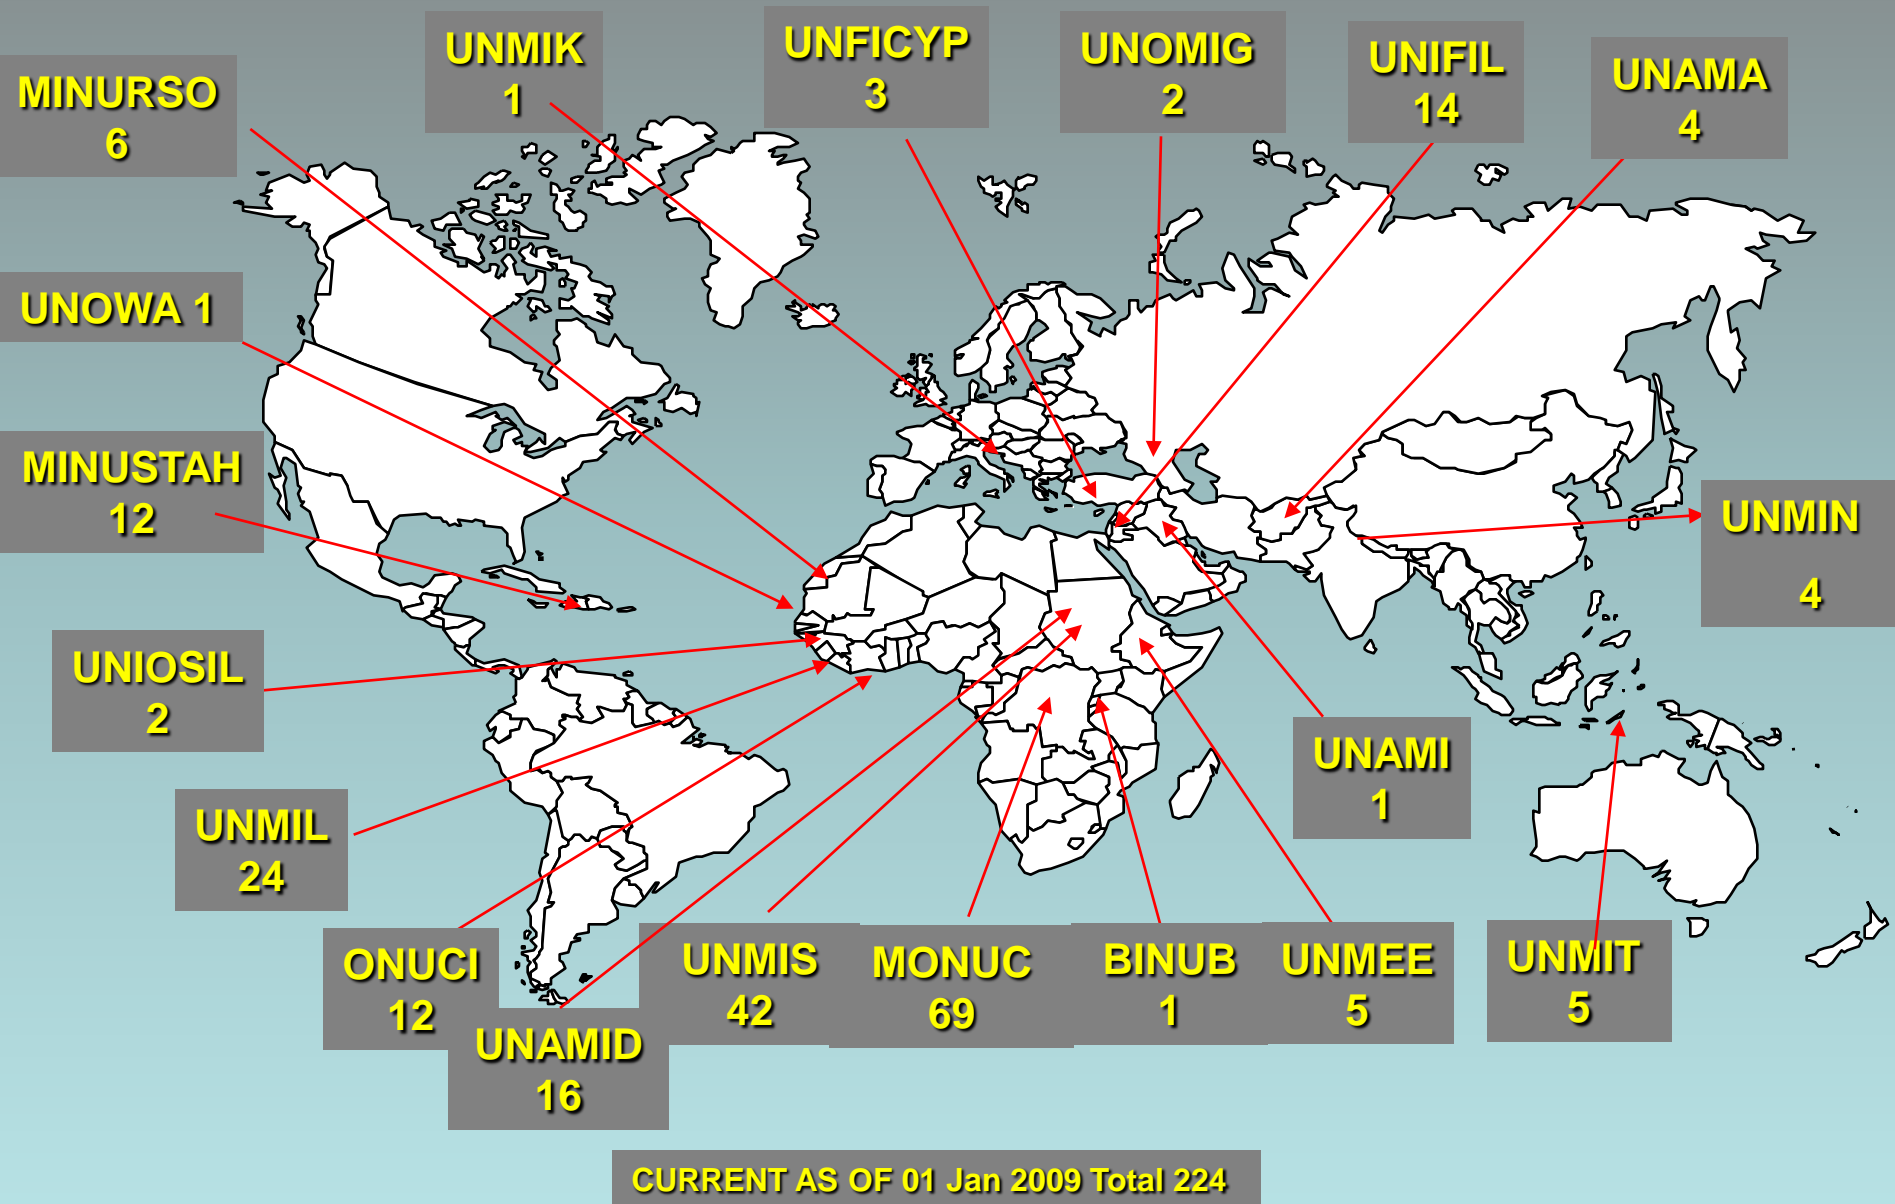 UNMIK
1
UNFICYP
3
UNOMIG
2
UNIFIL
14
UNAMA
4
MINURSO
6
UNOWA 1
MINUSTAH
12
UNMIN
4
UNIOSIL
2
UNAMI
1
UNMIL
24
ONUCI
12
UNMIS
42
MONUC
69
BINUB
1
UNMEE
5
UNMIT
5
UNAMID
16
CURRENT AS OF 01 Jan 2009 Total 224